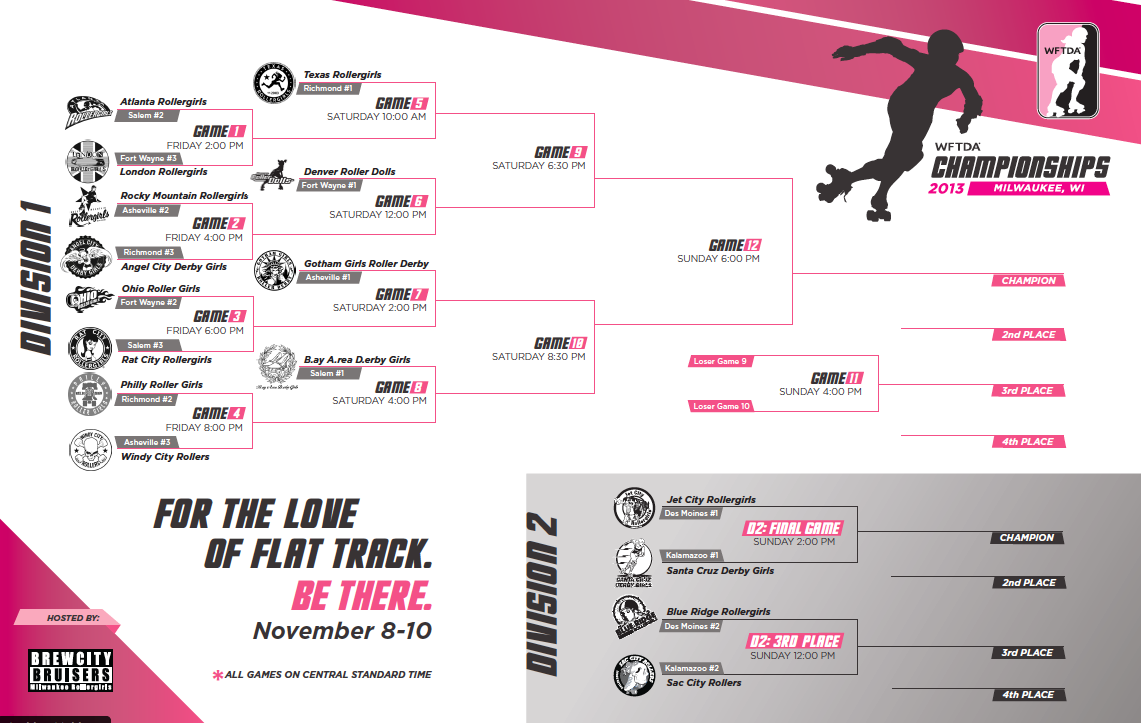 WFTDA
WFTDA
CHAMPIONSHIPS
2013 MILWAUKEE, WI
DIVISION 1
Atlanta Rollergirls
Salem #2
GAME 1
FRIDAY 2:00 PM
Fort Wayne #3
London Rollergirls
Rocky Mountain Rollergirls
Asheville #2
GAME 2
FRIDAY 4:00 PM
Richmond #3
Angel City Derby Girls
Ohio Roller Girls
Fort Wayne #2
GAME 3
FRIDAY 6:00 PM
Salem #3
Rat City Rollergirls
Philly Roller Girls
Richmond #2
GAME 4
FRIDAY 8:00 PM
Asheville #3
Windy City Rollers
Texas Rollergirls
Richmond #1
GAME 5
SATURDAY 10:00 AM
Denver Roller Dolls
Fort Wayne #1
GAME 6
SATURDAY 12:00 PM
Gotham Girls Roller Derby
Asheville #1
GAME 7
SATURDAY 2:00 PM
B.ay A.rea D.erby Girls
Salem #1
GAME 8
SATURDAY 4:00 PM
GAME 9
SATURDAY 6:30 PM
GAME 10
SATURDAY 8:30 PM
GAME 12
SUNDAY 6:00 PM
CHAMPION
2nd PLACE
Loser Game 9
GAME 11
SUNDAY 4:00 PM
Loser Game 10
3rd PLACE
4th PLACE
FOR THE LOVE
OF FLAT TRACK.
BE THERE.
November 8-10
*ALL GAMES ON CENTRAL STANDARD TIME
HOSTED BY:
BREWCITY
BRUISERS
Milwaukee Rollergirls
DIVISION 2
Jet City Rollergirls
Des Moines #1
D2: FINAL GAME
SUNDAY 2:00 PM
Kalamazoo #1
Santa Cruz Derby Girls
CHAMPION
2nd PLACE
Blue Ridge Rollergirls
Des Moines #2
D2: 3RD PLACE
SUNDAY 12:00 PM
Kalamazoo #2
Sac City Rollers
3rd PLACE
4th PLACE